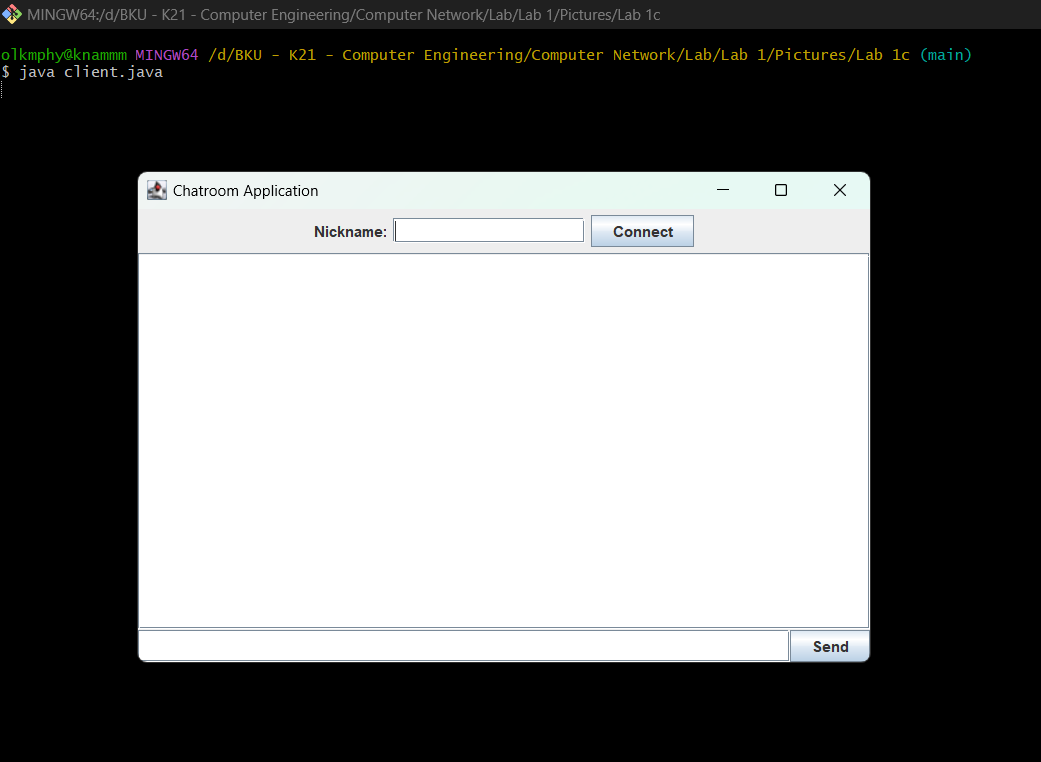 MINGW64:/d/BKU - K21 - Computer Engineering/Computer Network/Lab/Lab 1/Pictures/Lab 1c
olkmphy@knammm MINGW64 /d/BKU - K21 - Computer Engineering/Computer Network/Lab/Lab 1/Pictures/Lab 1c (main)
$ java client.java
Chatroom Application
Nickname: Connect
Send